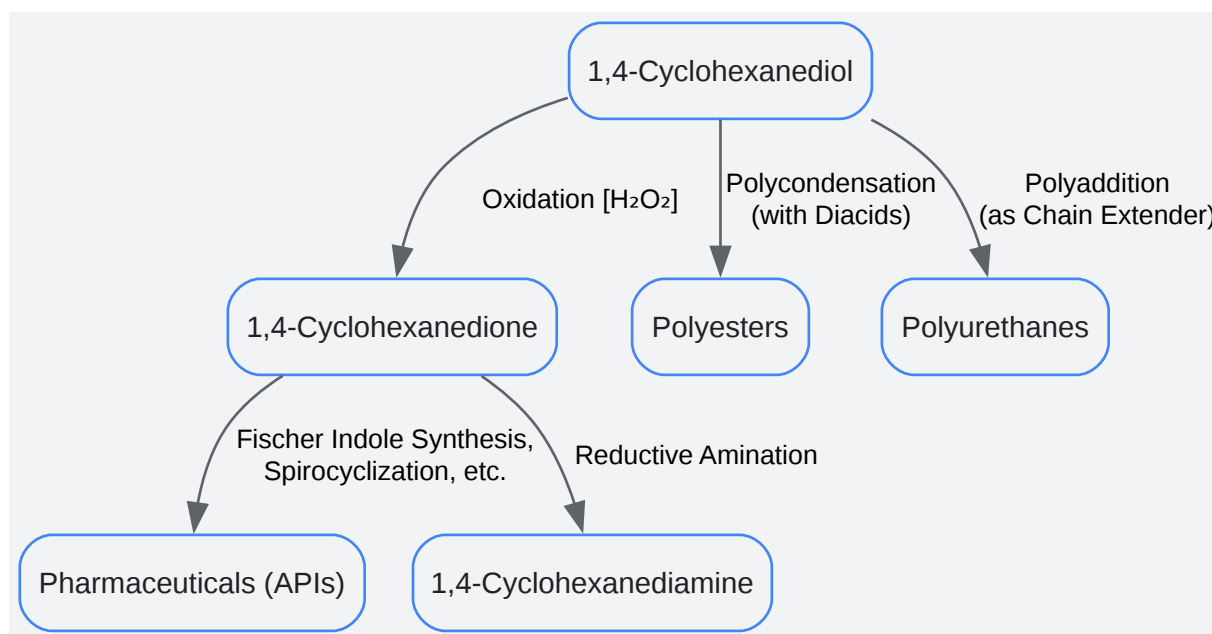 1,4-Cyclohexanediol
Oxidation [H₂O₂]
Polycondensation
(with Diacids)
Polyaddition
(as Chain Extender)
1,4-Cyclohexanedione
Polyesters
Polyurethanes
Fischer Indole Synthesis,
Spirocyclization, etc.
Reductive Amination
Pharmaceuticals (APIs)
1,4-Cyclohexanediamine